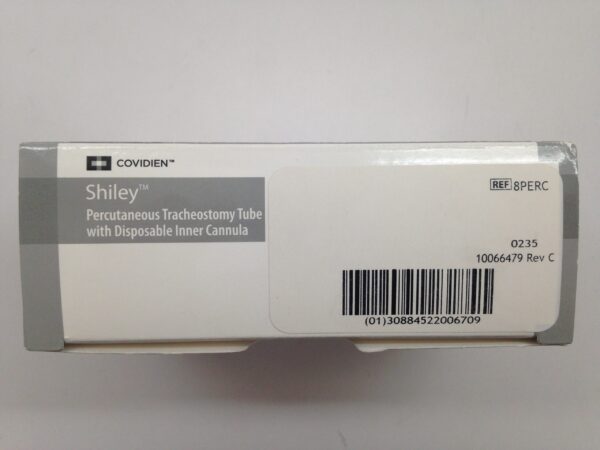 COVIDIEN™
Shiley™
Percutaneous Tracheostomy Tube
with Disposable Inner Cannula
REF 8PERC
0235
10066479 Rev C
(01)30884522006709